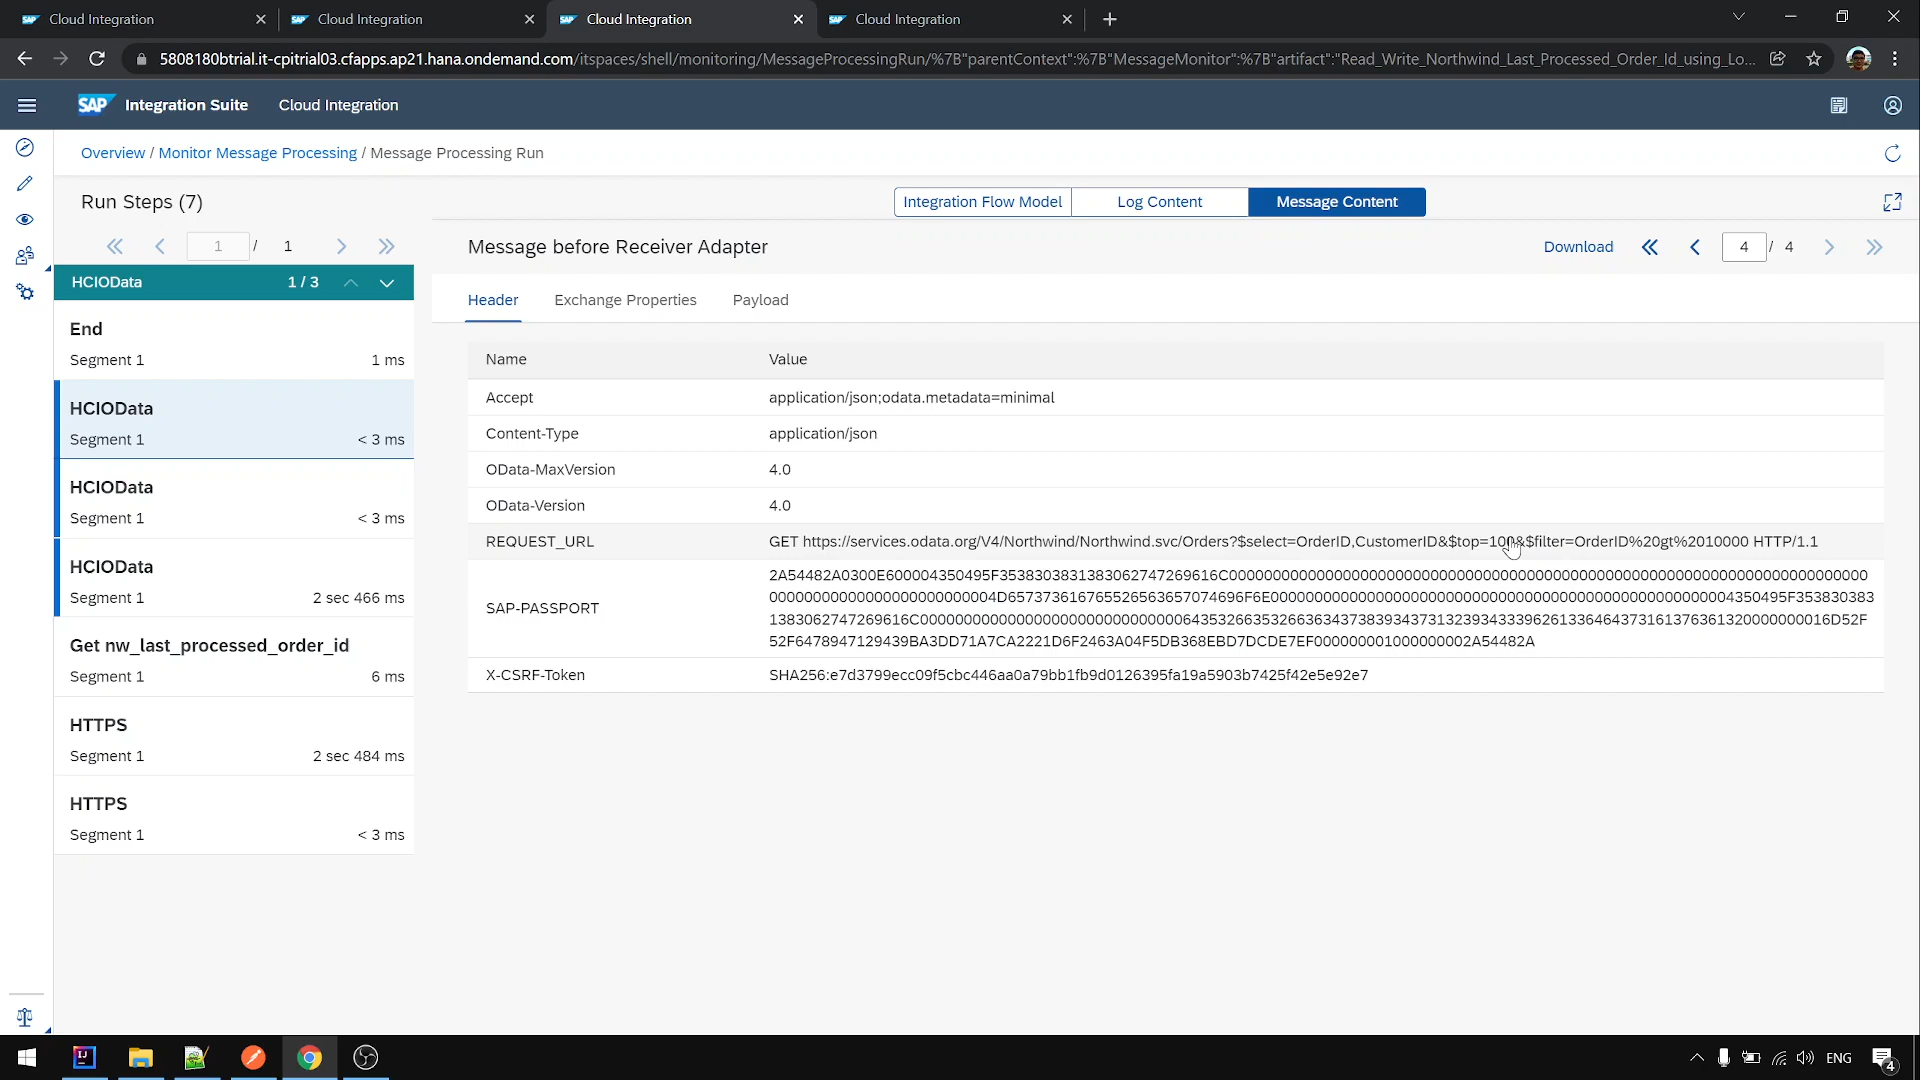 Cloud Integration
Cloud Integration
Cloud Integration
Cloud Integration
5808180btrial.it-cpitrial03.cfapps.ap21.hana.ondemand.com/itspaces/shell/monitoring/MessageProcessingRun/%7B"parentContext":%7B"MessageMonitor":%7B"artifact":"Read_Write_Northwind_Last_Processed_Order_Id_using_Lo...
SAP Integration Suite Cloud Integration
Overview / Monitor Message Processing / Message Processing Run
Run Steps (7)
Integration Flow Model
Log Content
Message Content
1 / 1
Message before Receiver Adapter
Download
4 / 4
HCIOData 1 / 3
Header
Exchange Properties
Payload
End
Segment 1 1 ms
HCIOData
Segment 1 < 3 ms
HCIOData
Segment 1 < 3 ms
HCIOData
Segment 1 2 sec 466 ms
Get nw_last_processed_order_id
Segment 1 6 ms
HTTPS
Segment 1 2 sec 484 ms
HTTPS
Segment 1 < 3 ms
Name Value
Accept application/json;odata.metadata=minimal
Content-Type application/json
OData-MaxVersion 4.0
OData-Version 4.0
REQUEST_URL GET https://services.odata.org/V4/Northwind/Northwind.svc/Orders?$select=OrderID,CustomerID&$top=100&$filter=OrderID%20gt%2010000 HTTP/1.1
SAP-PASSPORT
X-CSRF-Token SHA256:e7d3799ecc09f5cbc446aa0a79bb1fb9d0126395fa19a5903b7425f42e5e92e7
ENG
4